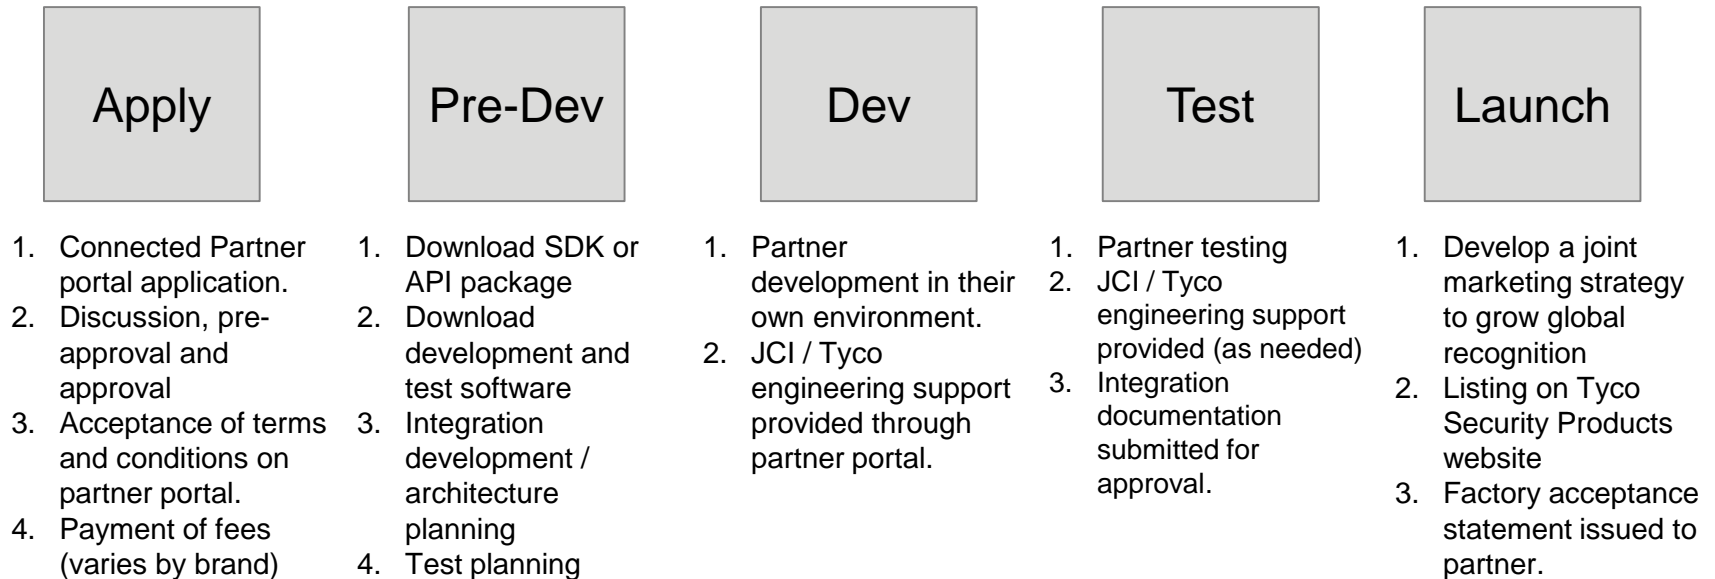 Apply
Pre-Dev
Dev
Test
Launch
1. Connected Partner
portal application.
2. Discussion, pre-
approval and
approval
3. Acceptance of terms
and conditions on
partner portal.
4. Payment of fees
(varies by brand)
1. Download SDK or
API package
2. Download
development and
test software
3. Integration
development /
architecture
planning
4. Test planning
1. Partner
development in their
own environment.
2. JCI / Tyco
engineering support
provided through
partner portal.
1. Partner testing
2. JCI / Tyco
engineering support
provided (as needed)
3. Integration
documentation
submitted for
approval.
1. Develop a joint
marketing strategy
to grow global
recognition
2. Listing on Tyco
Security Products
website
3. Factory acceptance
statement issued to
partner.